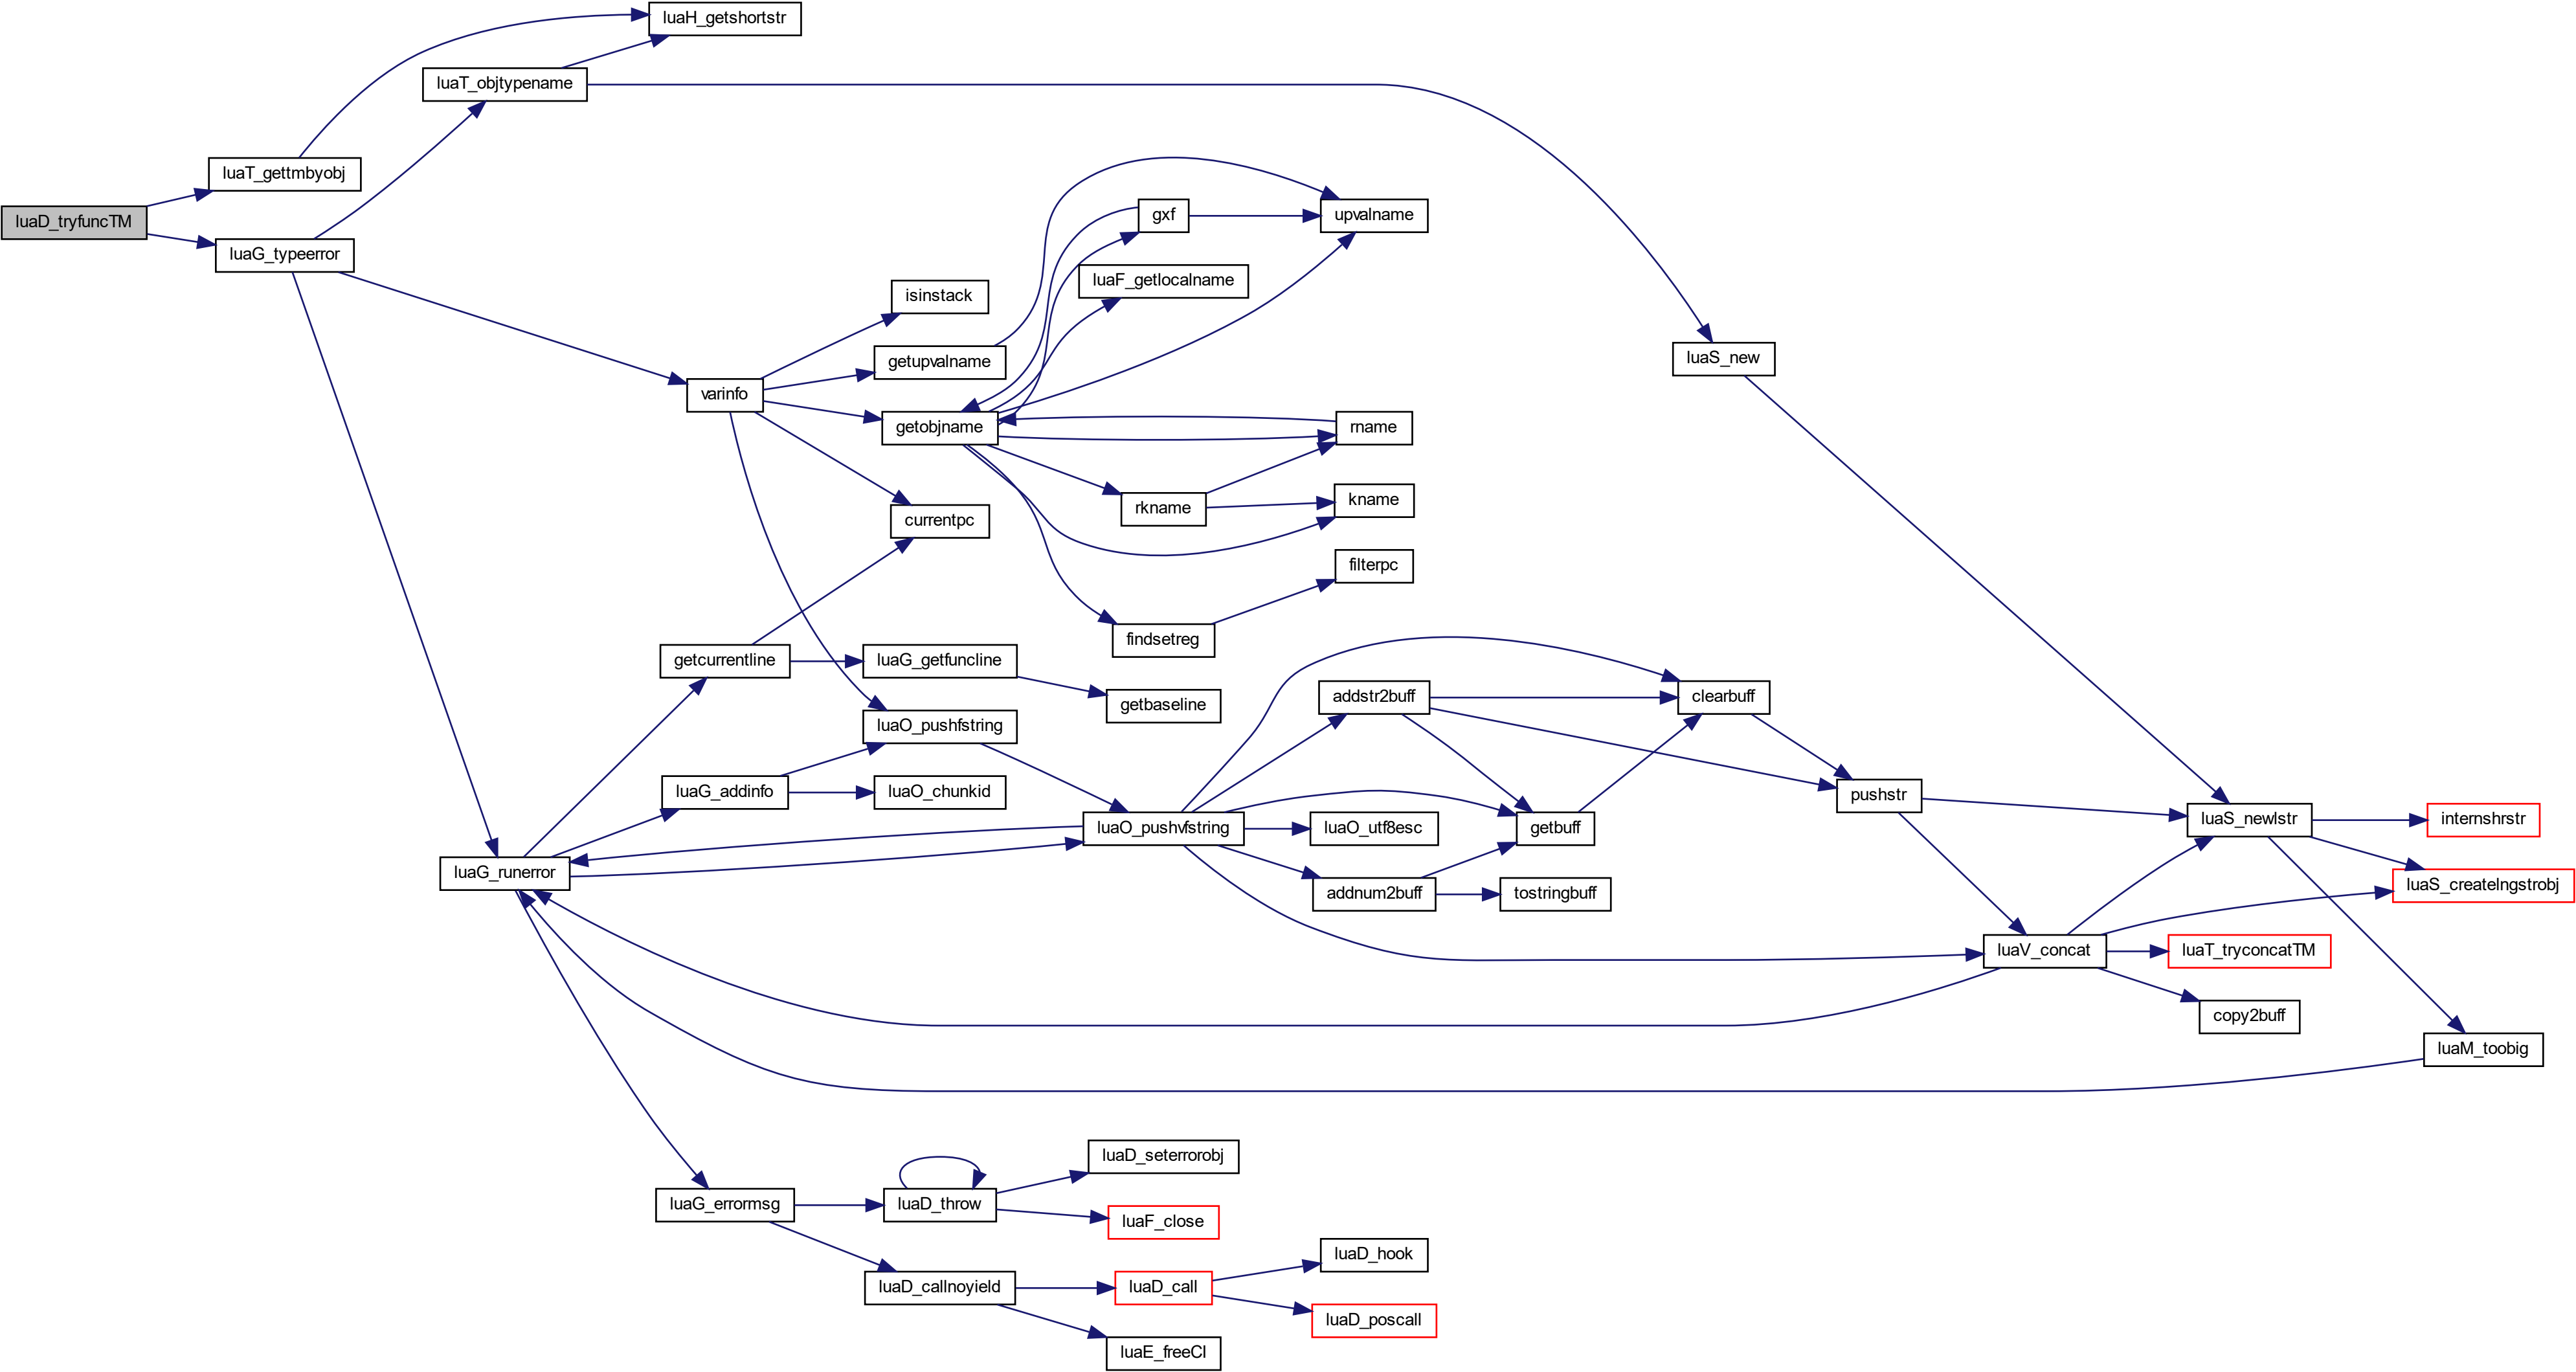 luaH_getshortstr
luaT_objtypename
luaT_gettmbyobj
luaD_tryfuncTM
luaG_typeerror
gxf
upvalname
luaF_getlocalname
isinstack
getupvalname
luaS_new
varinfo
getobjname
rname
rkname
kname
currentpc
filterpc
findsetreg
getcurrentline
luaG_getfuncline
getbaseline
addstr2buff
clearbuff
luaO_pushfstring
luaG_addinfo
luaO_chunkid
pushstr
luaO_pushvfstring
luaO_utf8esc
getbuff
luaS_newlstr
internshrstr
luaG_runerror
addnum2buff
tostringbuff
luaS_createlngstrobj
luaV_concat
luaT_tryconcatTM
copy2buff
luaM_toobig
luaD_seterrorobj
luaG_errormsg
luaD_throw
luaF_close
luaD_hook
luaD_callnoyield
luaD_call
luaD_poscall
luaE_freeCI